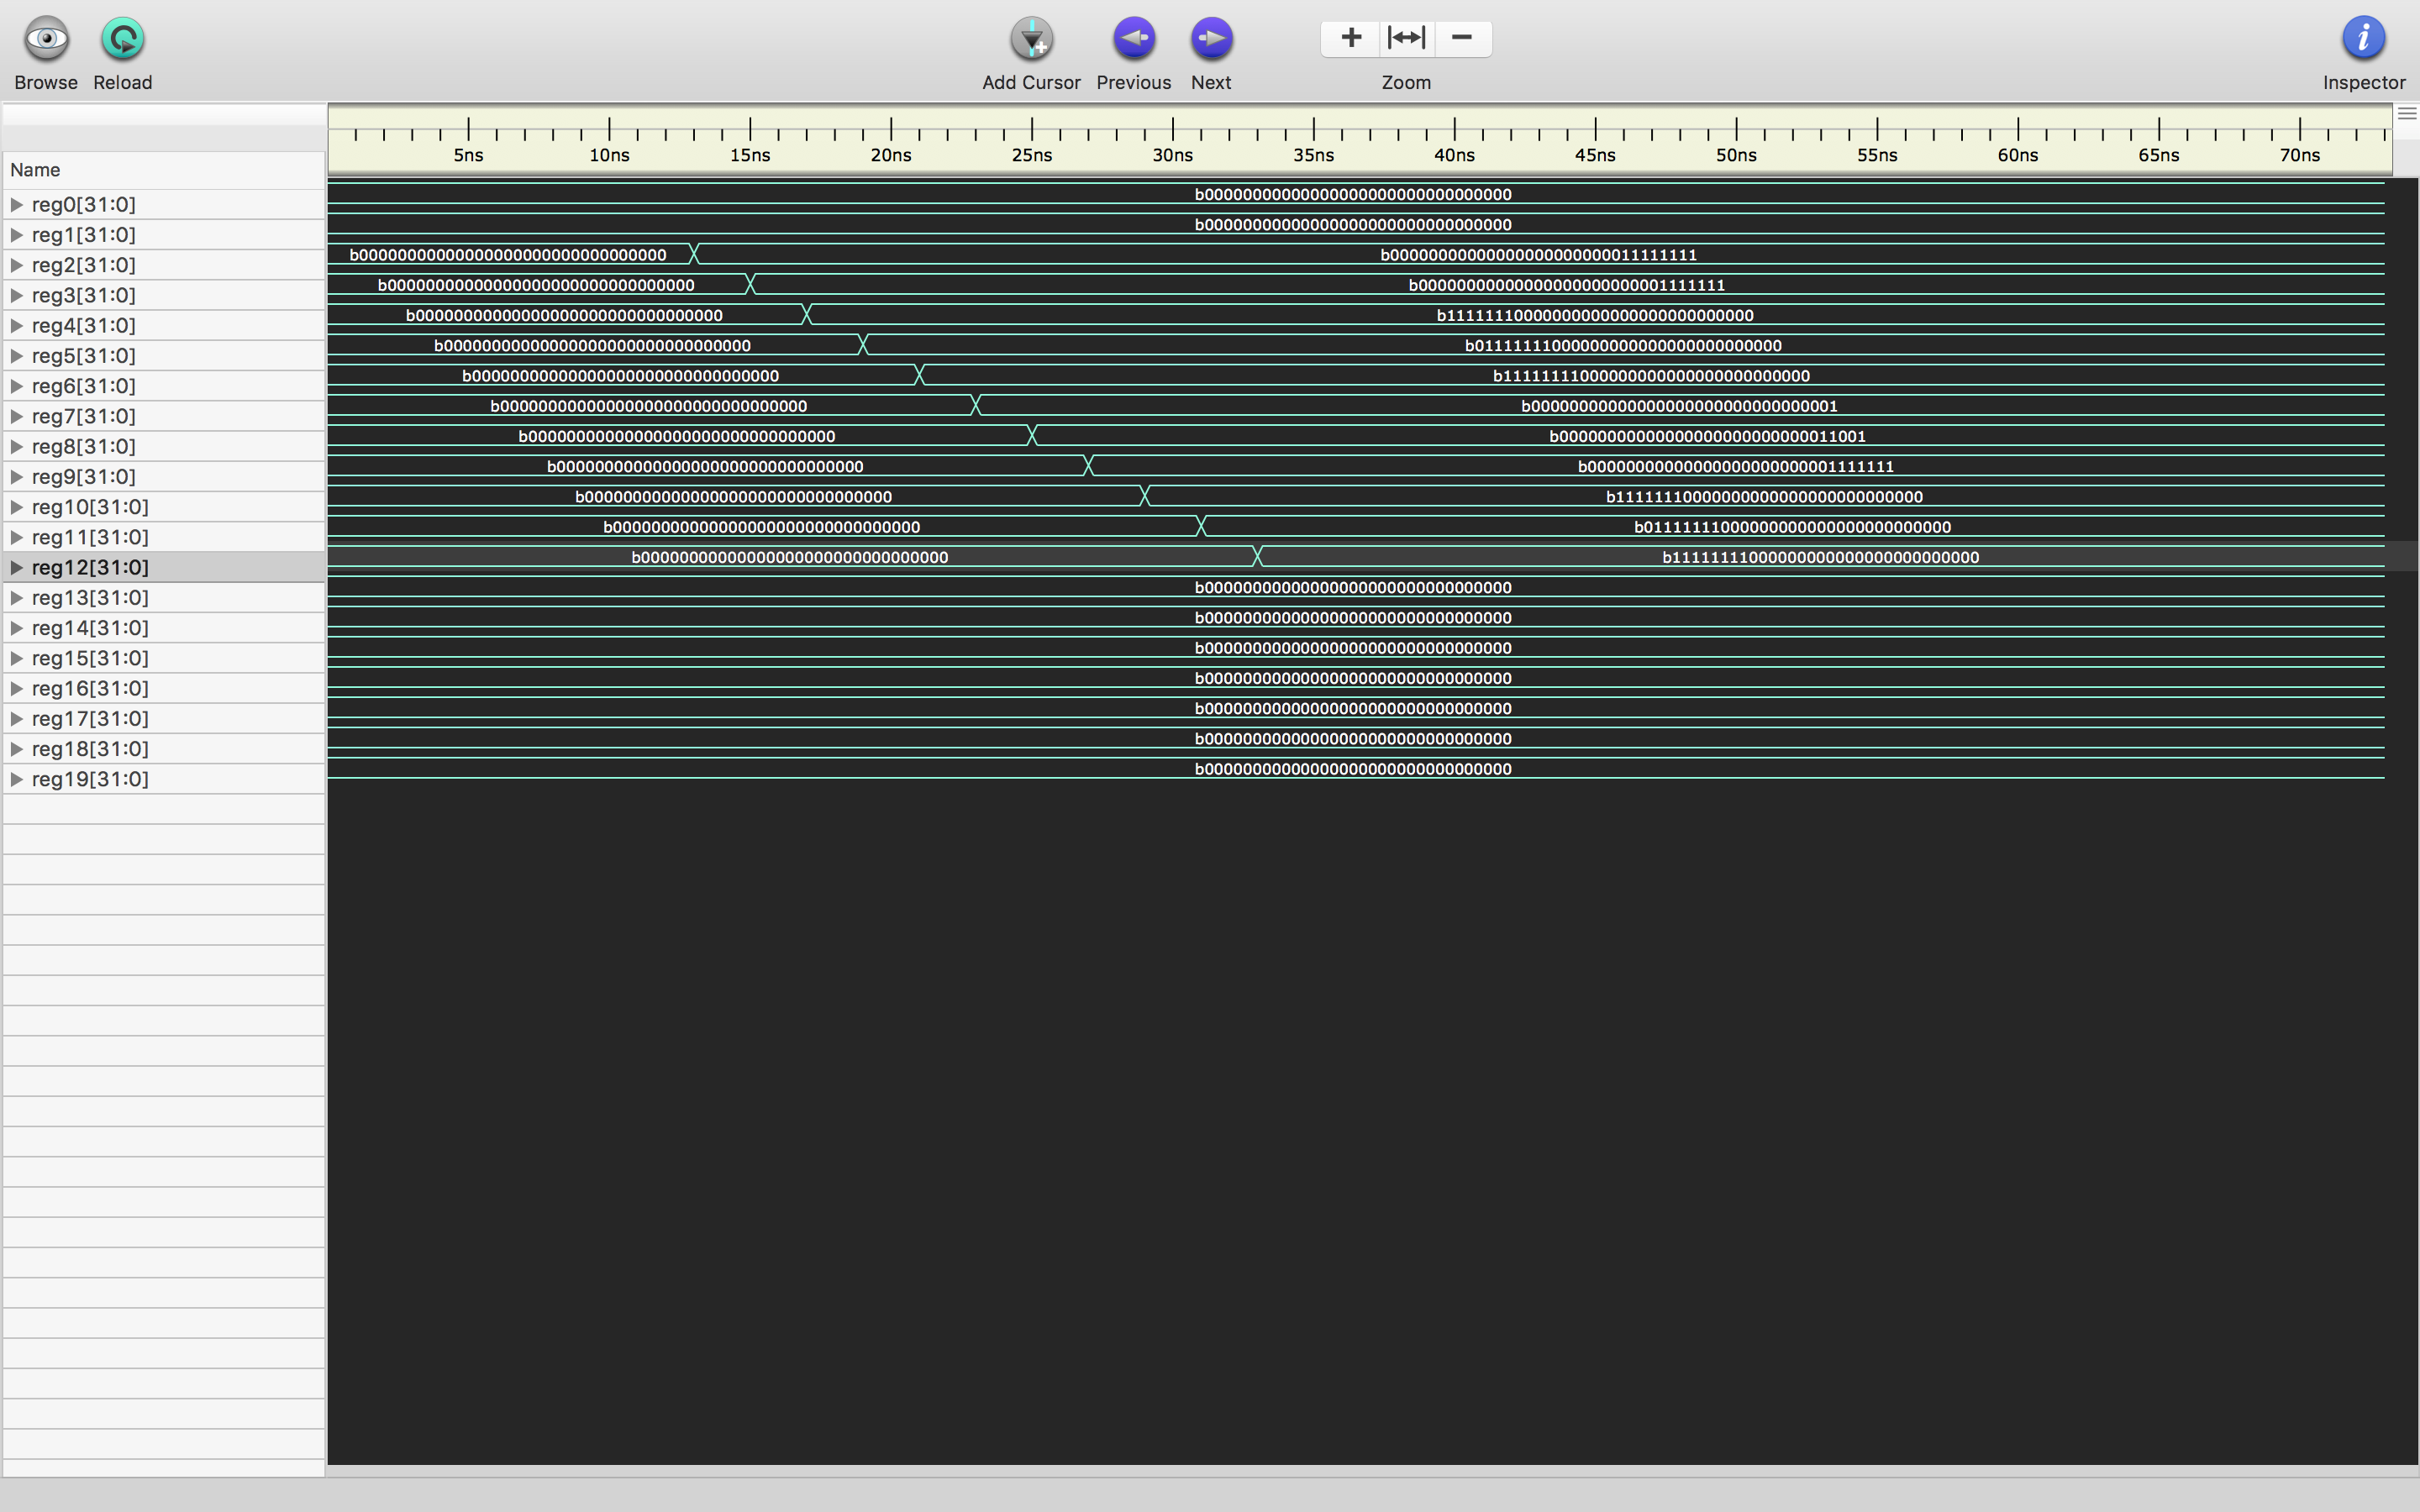 Browse Reload Add Cursor Previous Next Zoom Inspector
5ns 10ns 15ns 20ns 25ns 30ns 35ns 40ns 45ns 50ns 55ns 60ns 65ns 70ns
Name
reg0[31:0] b00000000000000000000000000000000
reg1[31:0] b00000000000000000000000000000000
reg2[31:0] b00000000000000000000000000000000 b00000000000000000000000011111111
reg3[31:0] b00000000000000000000000000000000 b00000000000000000000000001111111
reg4[31:0] b00000000000000000000000000000000 b11111110000000000000000000000000
reg5[31:0] b00000000000000000000000000000000 b01111111100000000000000000000000
reg6[31:0] b00000000000000000000000000000000 b11111111100000000000000000000000
reg7[31:0] b00000000000000000000000000000000 b00000000000000000000000000000001
reg8[31:0] b00000000000000000000000000000000 b00000000000000000000000000011001
reg9[31:0] b00000000000000000000000000000000 b00000000000000000000000001111111
reg10[31:0] b00000000000000000000000000000000 b11111110000000000000000000000000
reg11[31:0] b00000000000000000000000000000000 b01111111100000000000000000000000
reg12[31:0] b00000000000000000000000000000000 b11111111100000000000000000000000
reg13[31:0] b00000000000000000000000000000000
reg14[31:0] b00000000000000000000000000000000
reg15[31:0] b00000000000000000000000000000000
reg16[31:0] b00000000000000000000000000000000
reg17[31:0] b00000000000000000000000000000000
reg18[31:0] b00000000000000000000000000000000
reg19[31:0] b00000000000000000000000000000000